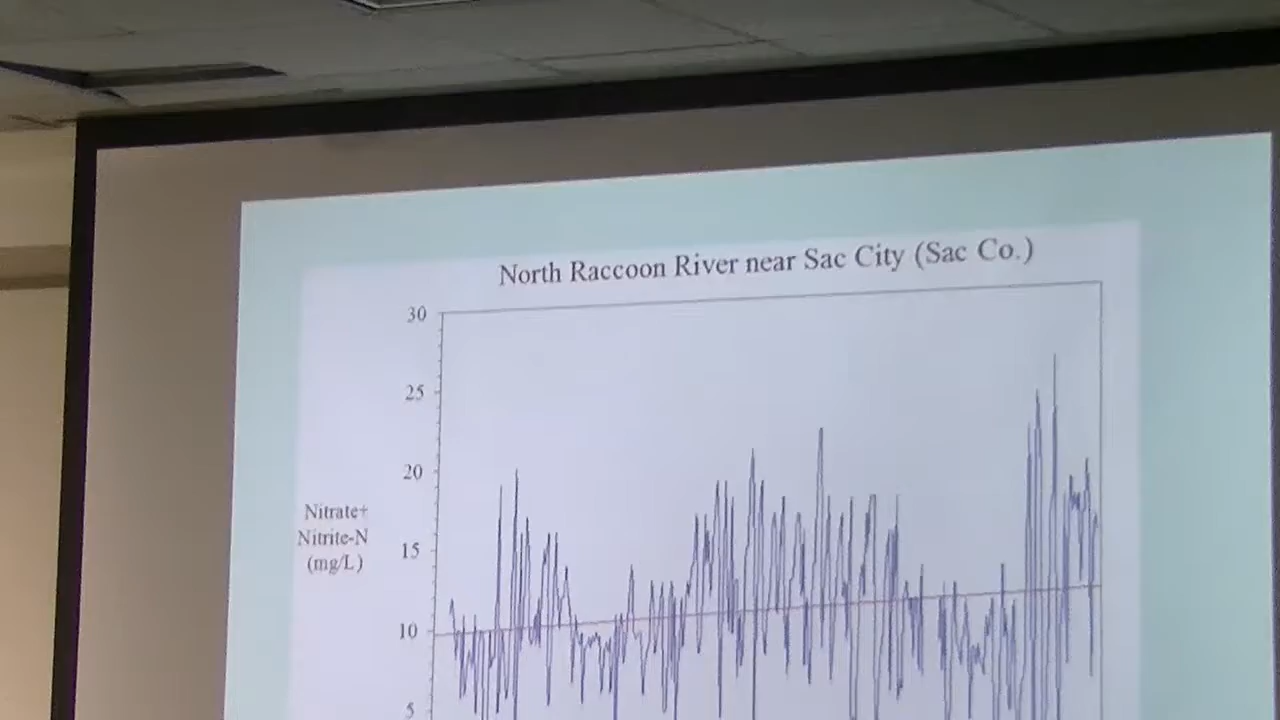 North Raccoon River near Sac City (Sac Co.)
30
25
20
Nitrate+
Nitrite-N
(mg/L)
15
10
5